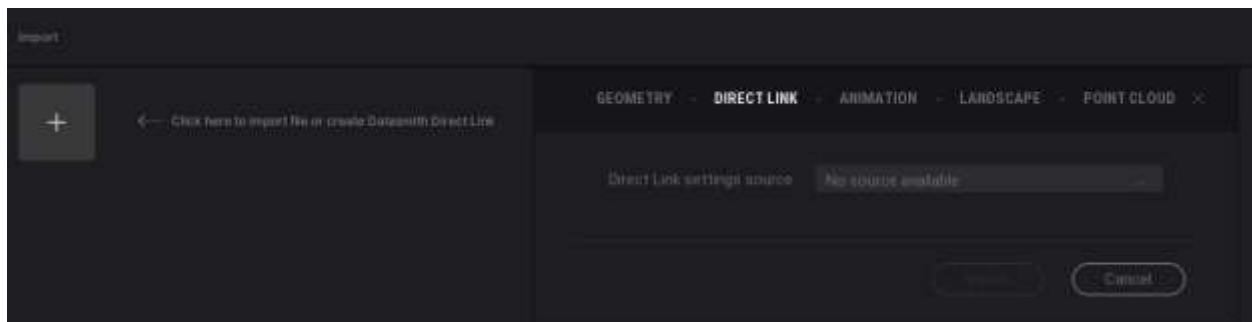 Import
Click here to import file or create Datasmith Direct Link
GEOMETRY - DIRECT LINK - ANIMATION - LANDSCAPE - POINT CLOUD
Direct Link settings source No source available
Cancel